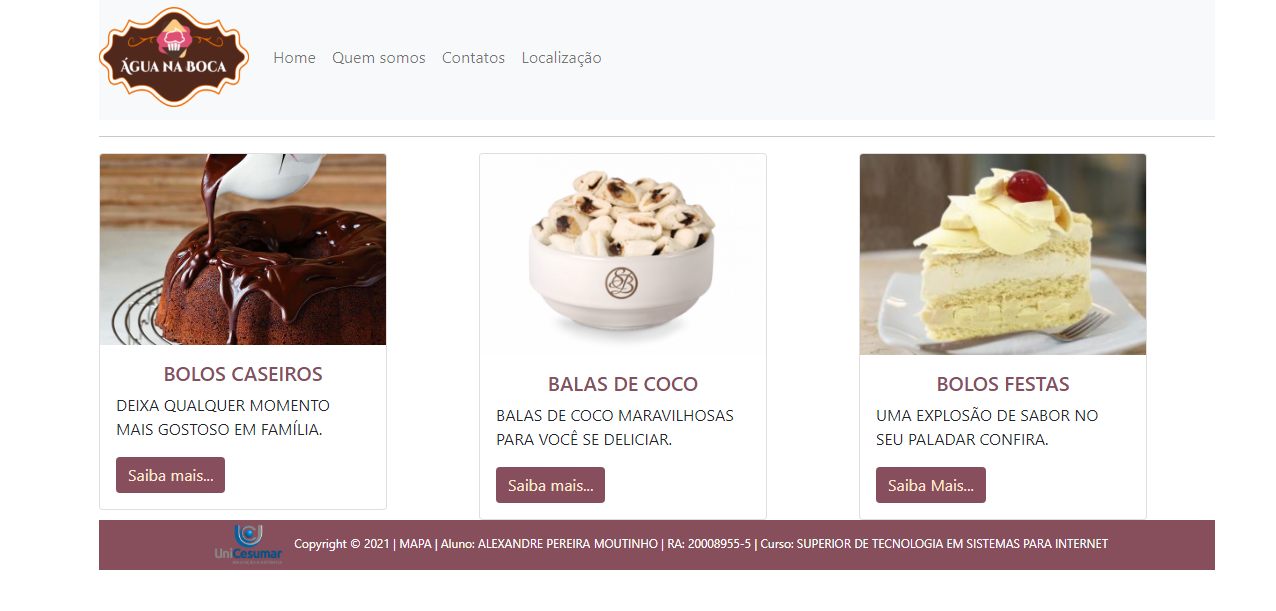 ÁGUA NA BOCA
Home Quem somos Contatos Localização
BOLOS CASEIROS
DEIXA QUALQUER MOMENTO
MAIS GOSTOSO EM FAMÍLIA.
Saiba mais...
SB
BALAS DE COCO
BALAS DE COCO MARAVILHOSAS
PARA VOCÊ SE DELICIAR.
Saiba mais...
BOLOS FESTAS
UMA EXPLOSÃO DE SABOR NO
SEU PALADAR CONFIRA.
Saiba Mais...
UniCesumar
Copyright © 2021 | MAPA | Aluno: ALEXANDRE PEREIRA MOUTINHO | RA: 20008955-5 | Curso: SUPERIOR DE TECNOLOGIA EM SISTEMAS PARA INTERNET